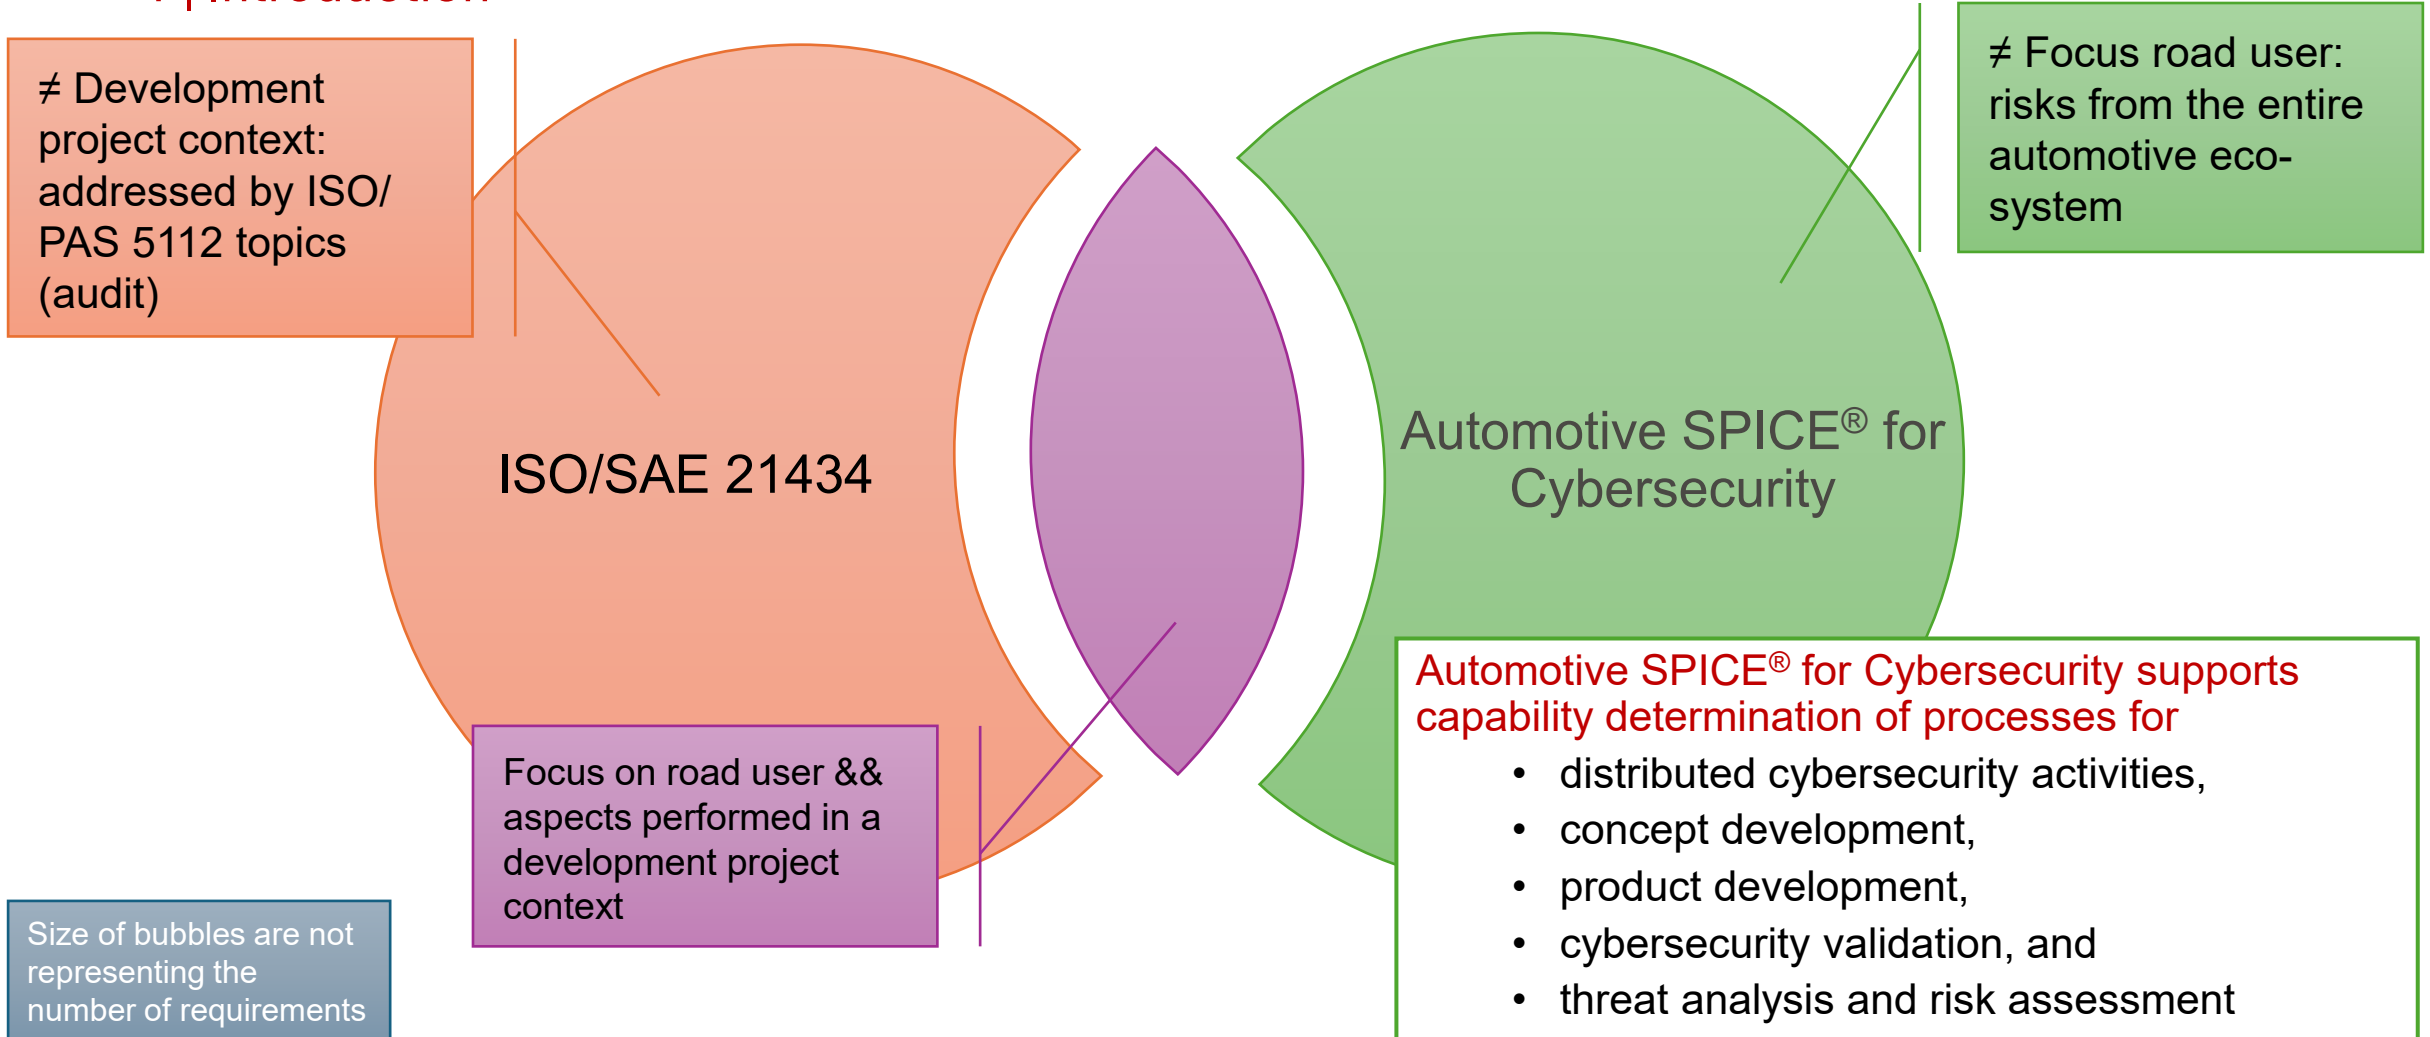 Introduction
≠ Development
project context:
addressed by ISO/
PAS 5112 topics
(audit)
≠ Focus road user:
risks from the entire
automotive eco-
system
ISO/SAE 21434
Automotive SPICE® for
Cybersecurity
Focus on road user &&
aspects performed in a
development project
context
Automotive SPICE® for Cybersecurity supports
capability determination of processes for
• distributed cybersecurity activities,
• concept development,
• product development,
• cybersecurity validation, and
• threat analysis and risk assessment
Size of bubbles are not
representing the
number of requirements